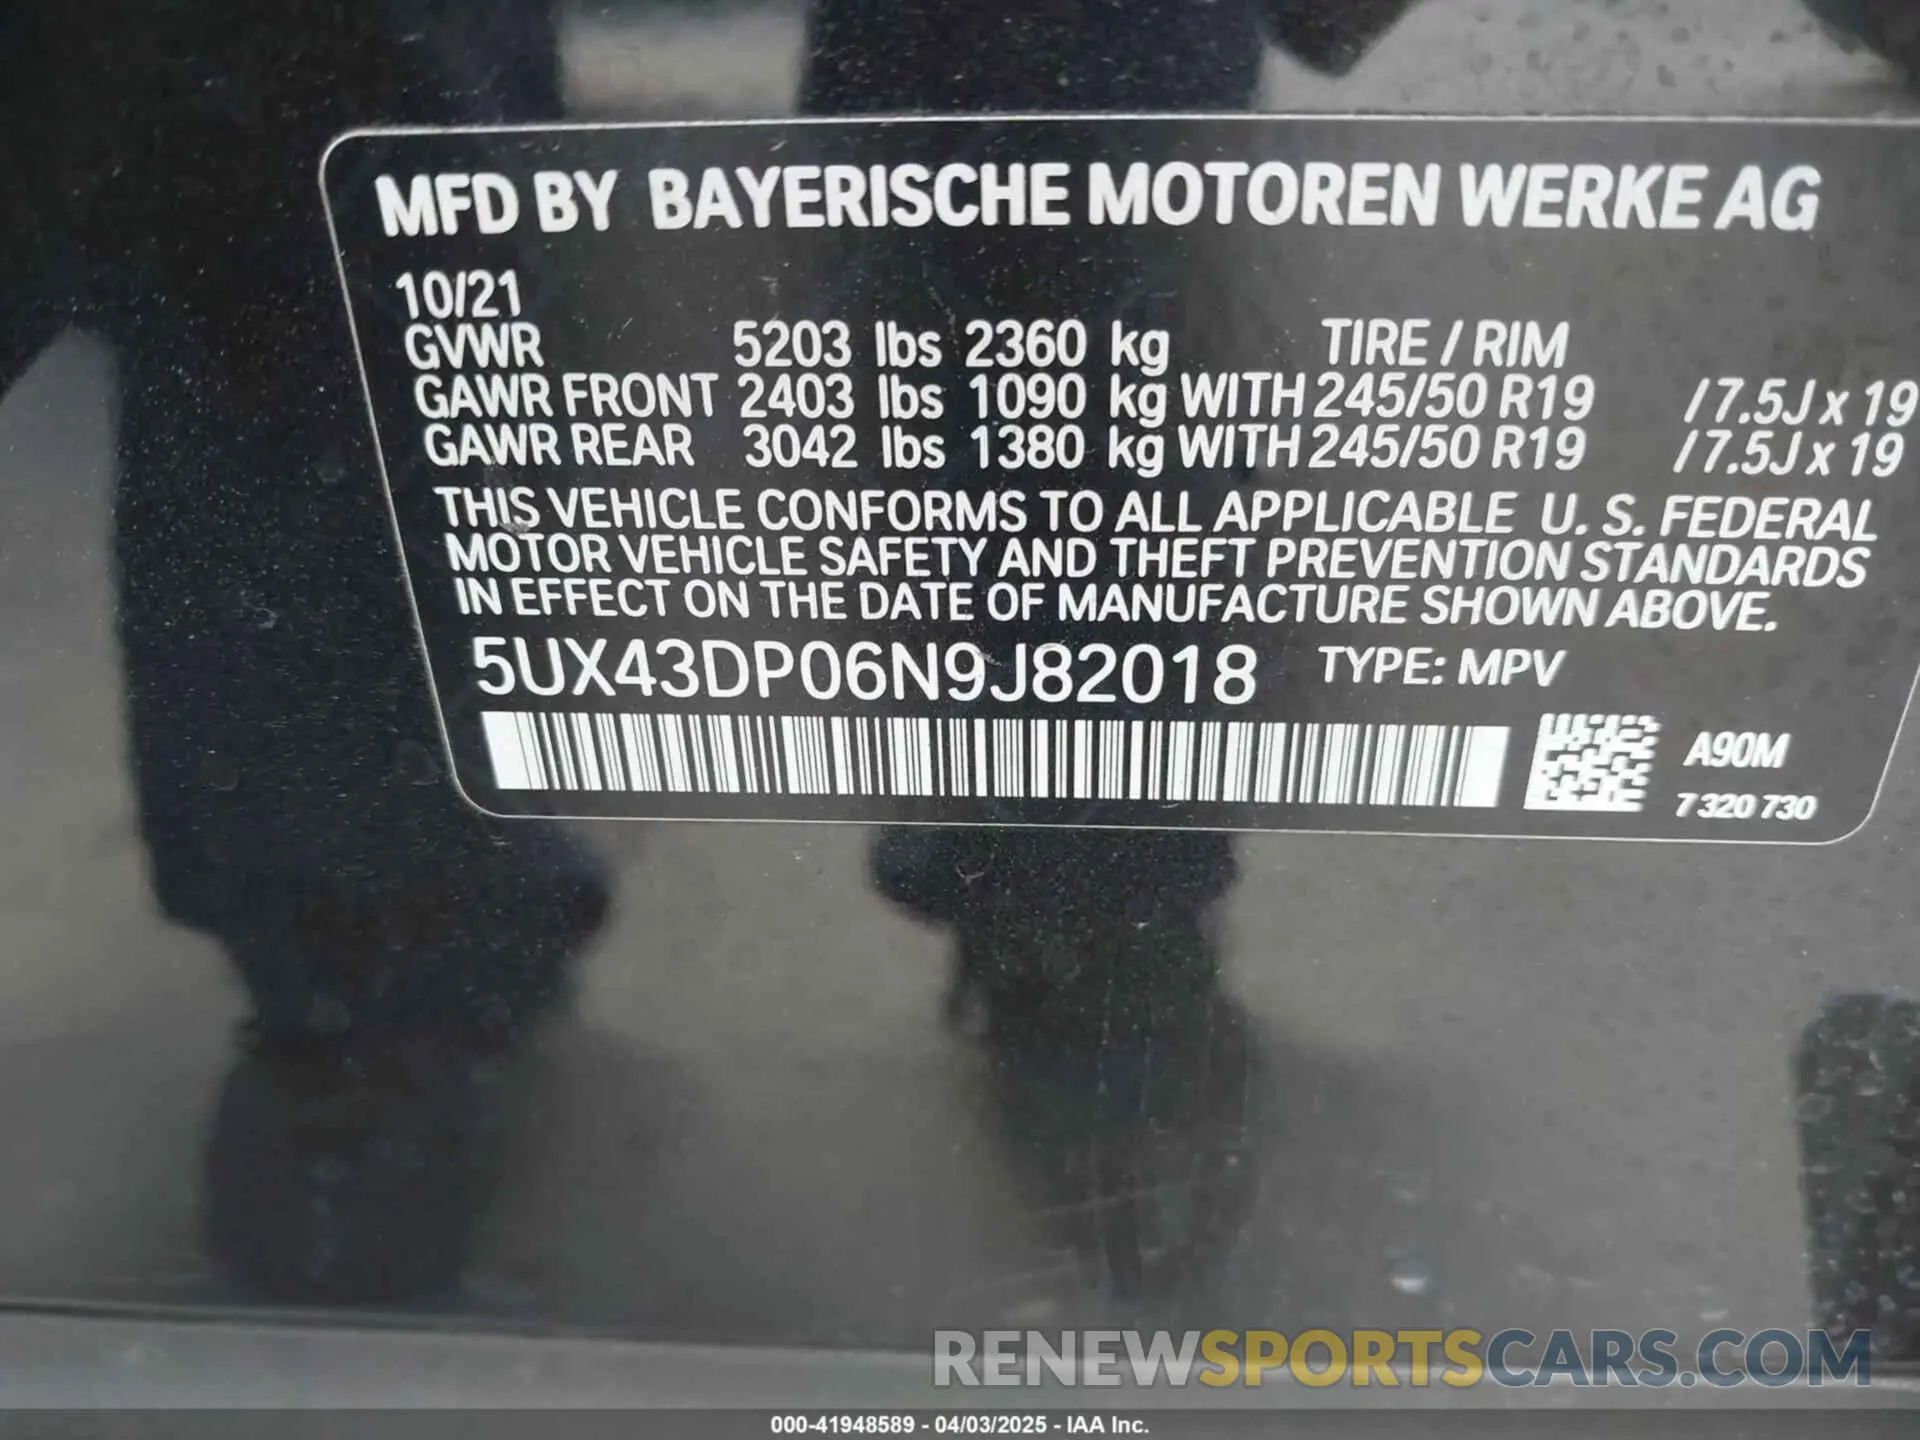 MFD BY BAYERISCHE MOTOREN WERKE AG
10/21
GVWR 5203 lbs 2360 kg TIRE / RIM
GAWR FRONT 2403 lbs 1090 kg WITH 245/50 R19 / 7.5J x 19
GAWR REAR 3042 lbs 1380 kg WITH 245/50 R19 / 7.5J x 19
THIS VEHICLE CONFORMS TO ALL APPLICABLE U. S. FEDERAL
MOTOR VEHICLE SAFETY AND THEFT PREVENTION STANDARDS
IN EFFECT ON THE DATE OF MANUFACTURE SHOWN ABOVE.
5UX43DP06N9J82018 TYPE: MPV
A90M
7 320 730
RENEWSPORTSCARS.COM
000-41948589 - 04/03/2025 - IAA Inc.